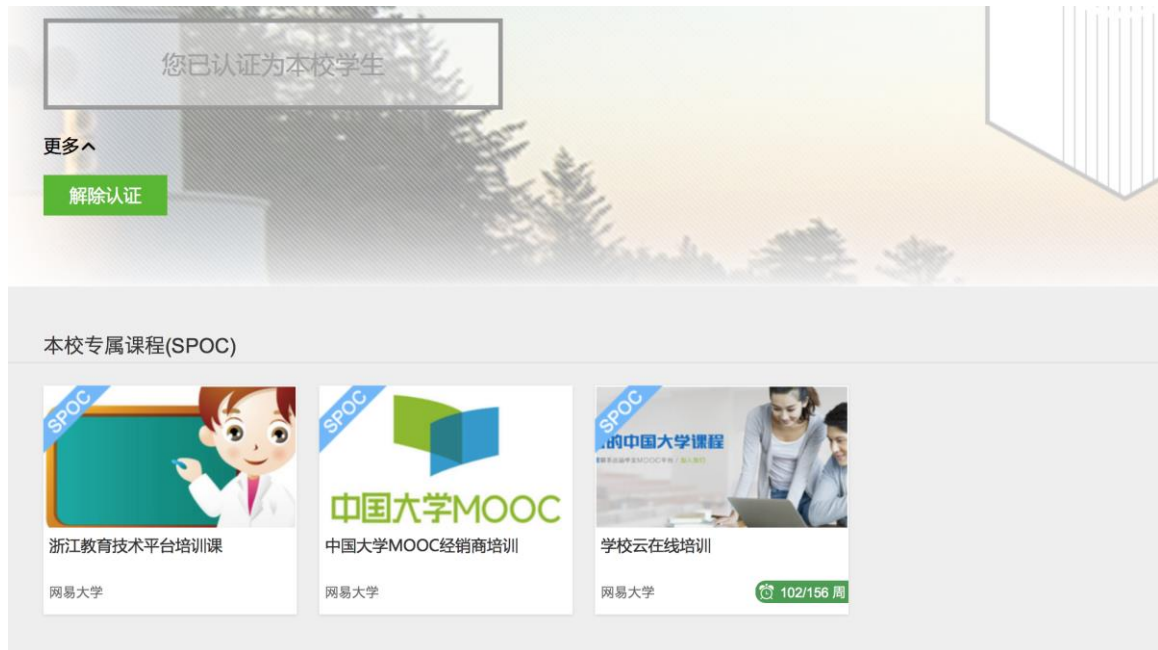 您已认证为本校学生
更多
解除认证
本校专属课程(SPOC)
SPOC
SPOC
中国大学MOOC
SPOC
的中国大学课程
浙江教育技术平台培训课
中国大学MOOC经销商培训
学校云在线培训
网易大学
网易大学
网易大学
102/156 周